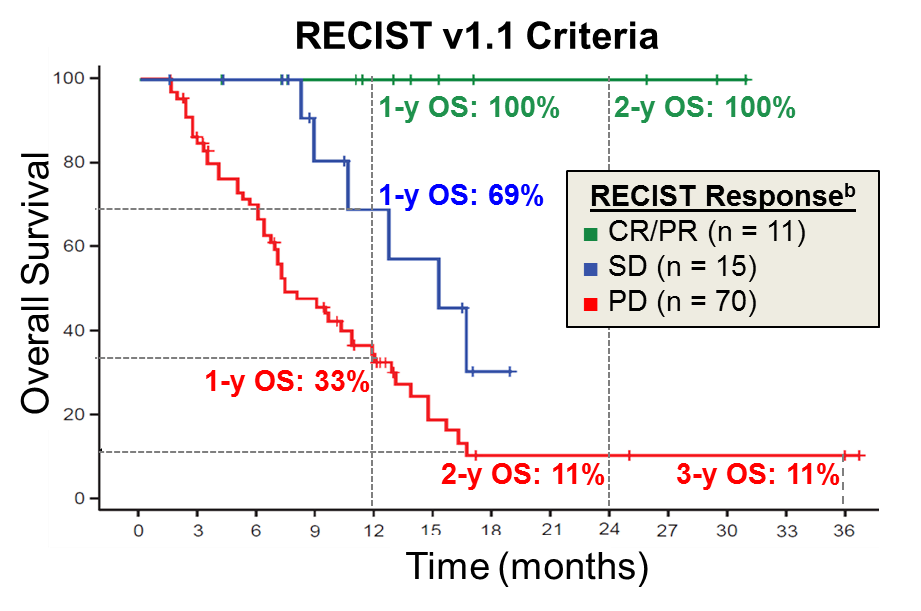 RECIST v1.1 Criteria
Overall Survival
100
80
60
40
20
0
1-y OS: 100%
2-y OS: 100%
1-y OS: 69%
RECIST Responseᵇ
CR/PR (n = 11)
SD (n = 15)
PD (n = 70)
1-y OS: 33%
2-y OS: 11%
3-y OS: 11%
0 3 6 9 12 15 18 21 24 27 30 33 36
Time (months)